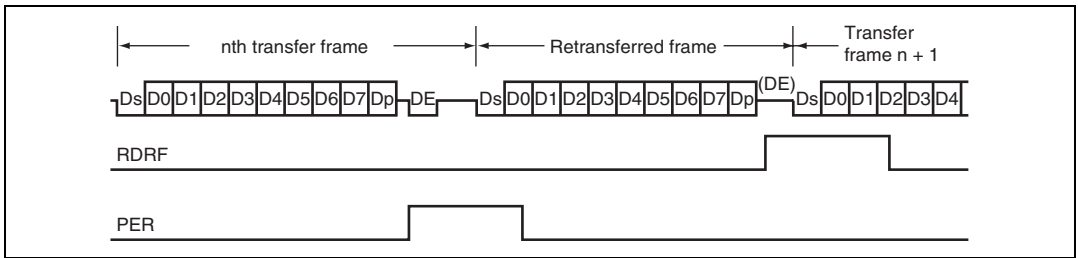 nth transfer frame
Retransferred frame
Transfer
frame n + 1
Ds D0 D1 D2 D3 D4 D5 D6 D7 Dp DE Ds D0 D1 D2 D3 D4 D5 D6 D7 Dp (DE) Ds D0 D1 D2 D3 D4
RDRF
PER